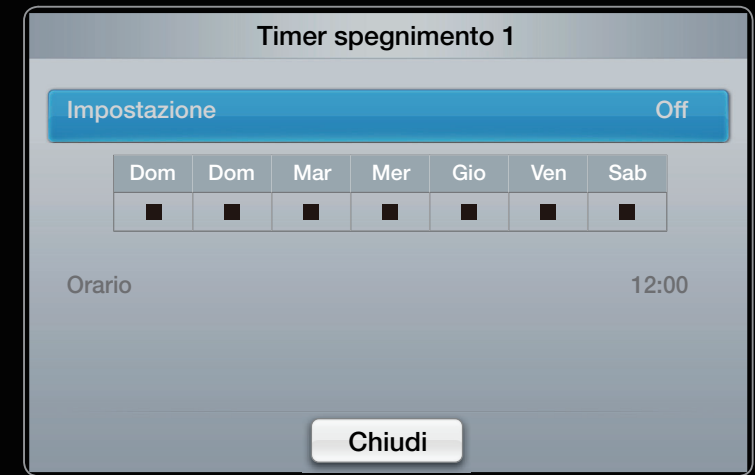 Timer spegnimento 1
Impostazione Off
Dom Dom Mar Mer Gio Ven Sab
Orario 12:00
Chiudi